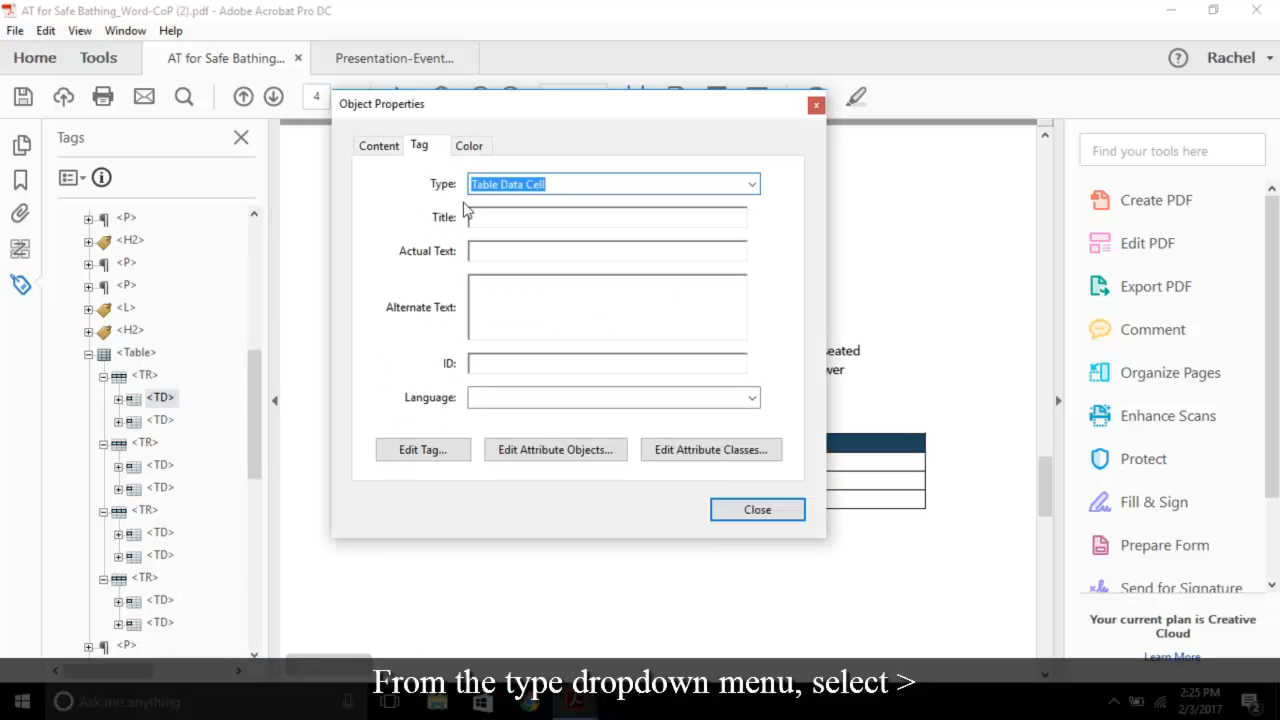 AT for Safe Bathing_Word-CoP (2).pdf - Adobe Acrobat Pro DC
File Edit View Window Help
Home Tools AT for Safe Bathing... × Presentation-Event... Rachel
4
Object Properties
Tags
Content Tag Color
Find your tools here
Type: Table Data Cell
Title:
Actual Text:
Alternate Text:
ID:
Language:
Edit Tag... Edit Attribute Objects... Edit Attribute Classes...
Close
<P>
<H2>
<P>
<P>
<L>
<H2>
<Table>
<TR>
<TD>
<TD>
<TR>
<TD>
<TD>
<TR>
<TD>
<TD>
<TR>
<TD>
<TD>
<P>
seated
wer
Create PDF
Edit PDF
Export PDF
Comment
Organize Pages
Enhance Scans
Protect
Fill & Sign
Prepare Form
Send for Signature
Your current plan is Creative
Cloud
Learn More
From the type dropdown menu, select >
Ask me anything
2:25 PM
2/3/2017